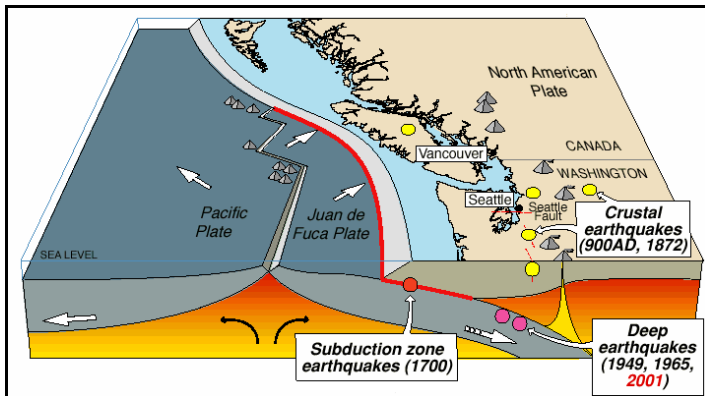 North American
Plate
CANADA
WASHINGTON
Vancouver
Seattle
Seattle
Fault
Crustal
earthquakes
(900AD, 1872)
Pacific
Plate
Juan de
Fuca Plate
SEA LEVEL
Subduction zone
earthquakes (1700)
Deep
earthquakes
(1949, 1965,
2001)